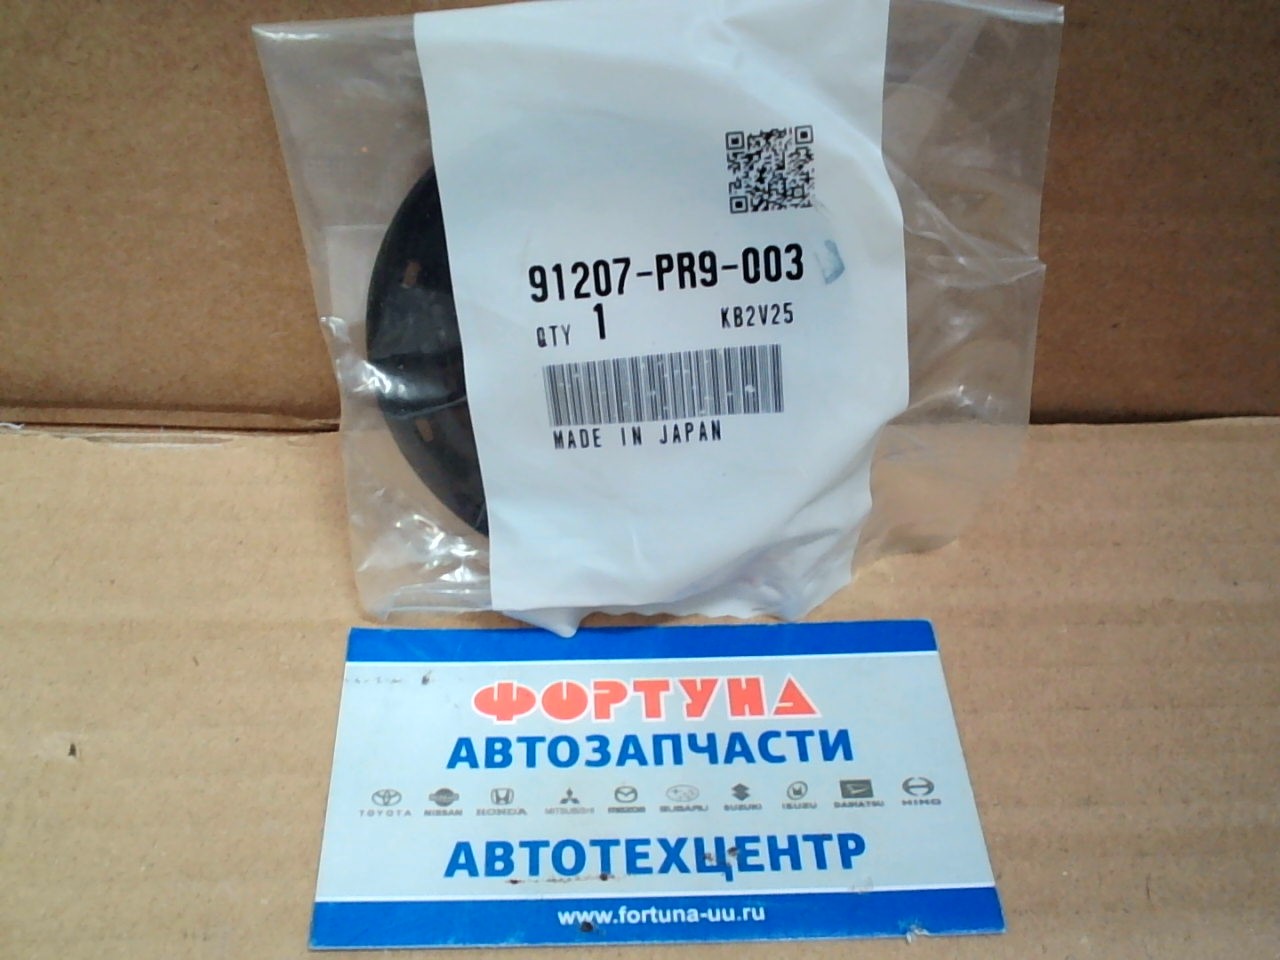 91207-PR9-003
QTY 1 KB2V25
MADE IN JAPAN
ФОРТУНА
АВТОЗАПЧАСТИ
TOYOTA NISSAN HONDA MITSUBISHI MAZDA SUBARU SUZUKI ISUZU DAIHATSU HINO
АВТОТЕХЦЕНТР
www.fortuna-uu.ru